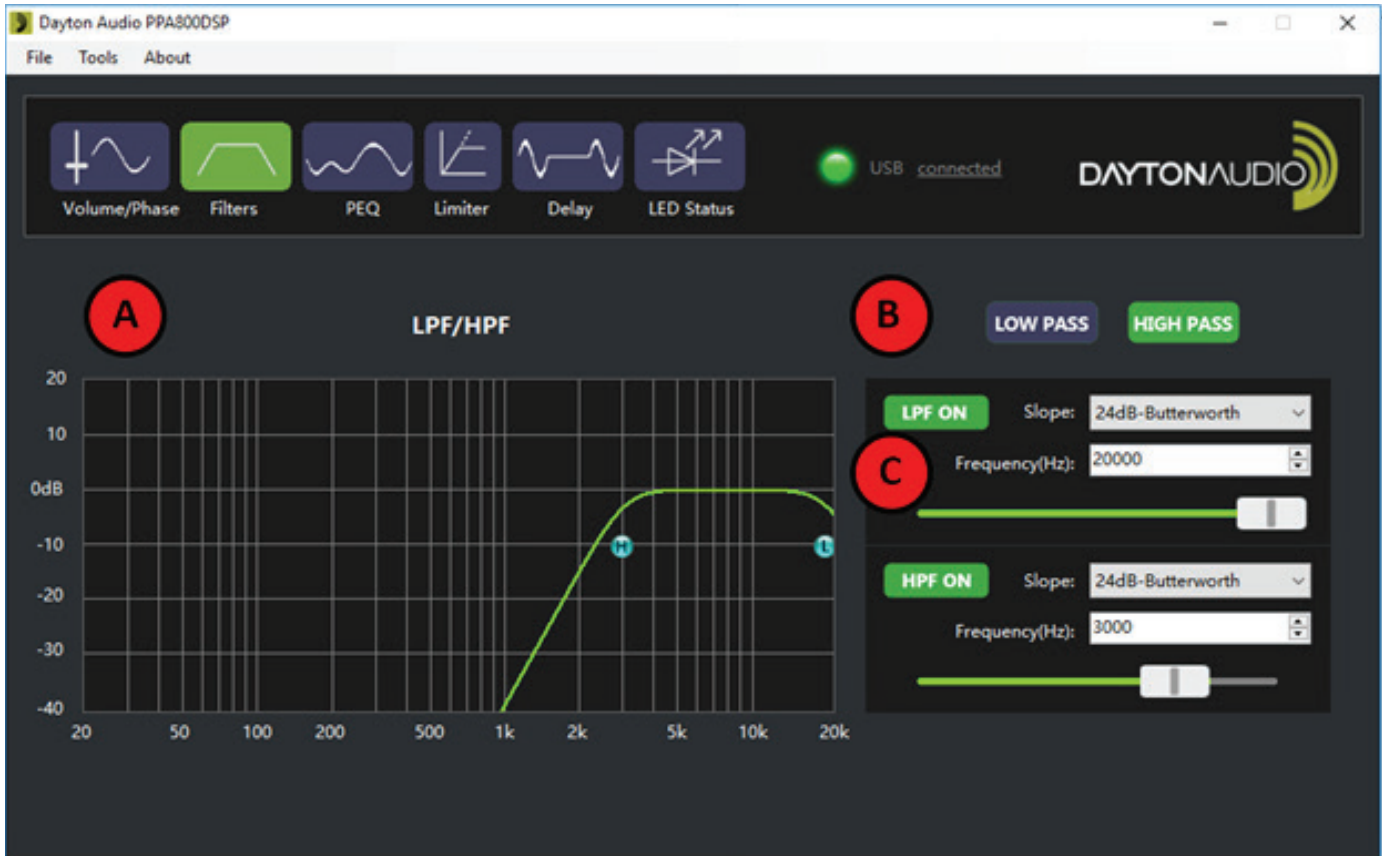 Dayton Audio PPA800DSP
File Tools About
Volume/Phase Filters PEQ Limiter Delay LED Status
USB connected
DAYTONAUDIO
A
LPF/HPF
20
10
0dB
-10
-20
-30
-40
H
L
20 50 100 200 500 1k 2k 5k 10k 20k
B
LOW PASS HIGH PASS
LPF ON Slope: 24dB-Butterworth
C
Frequency(Hz): 20000
HPF ON Slope: 24dB-Butterworth
Frequency(Hz): 3000